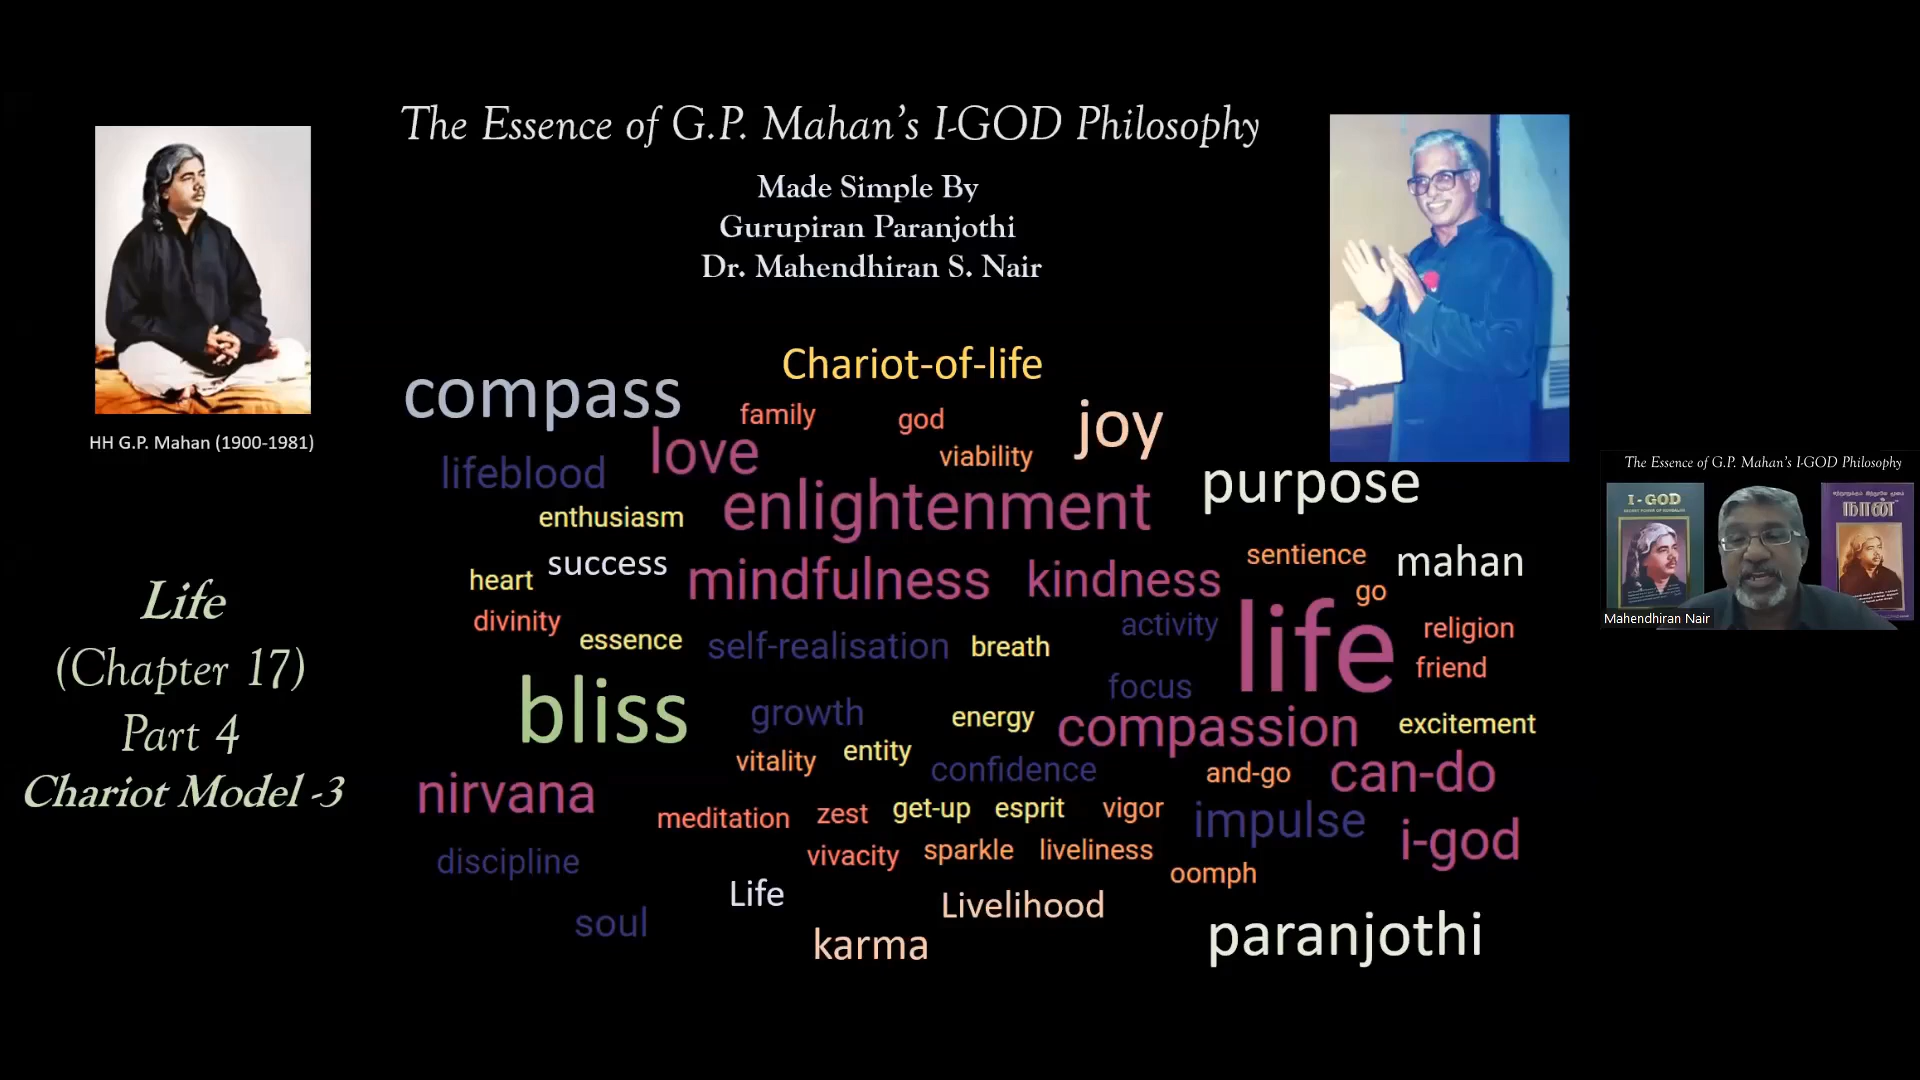 The Essence of G.P. Mahan's I-GOD Philosophy
Made Simple By
Gurupiran Paranjothi
Dr. Mahendhiran S. Nair
HH G.P. Mahan (1900-1981)
Life
(Chapter 17)
Part 4
Chariot Model -3
Chariot-of-life
compass
family
god
joy
love
viability
lifeblood
purpose
enlightenment
enthusiasm
success
mindfulness
kindness
sentience
mahan
heart
go
divinity
essence
self-realisation
breath
activity
life
religion
friend
focus
bliss
growth
energy
compassion
excitement
vitality
entity
confidence
and-go
can-do
nirvana
meditation
zest
get-up
esprit
vigor
impulse
i-god
vivacity
sparkle
liveliness
discipline
oomph
Life
Livelihood
soul
karma
paranjothi
The Essence of G.P. Mahan's I-GOD Philosophy
I-GOD
நான்
Mahendhiran Nair